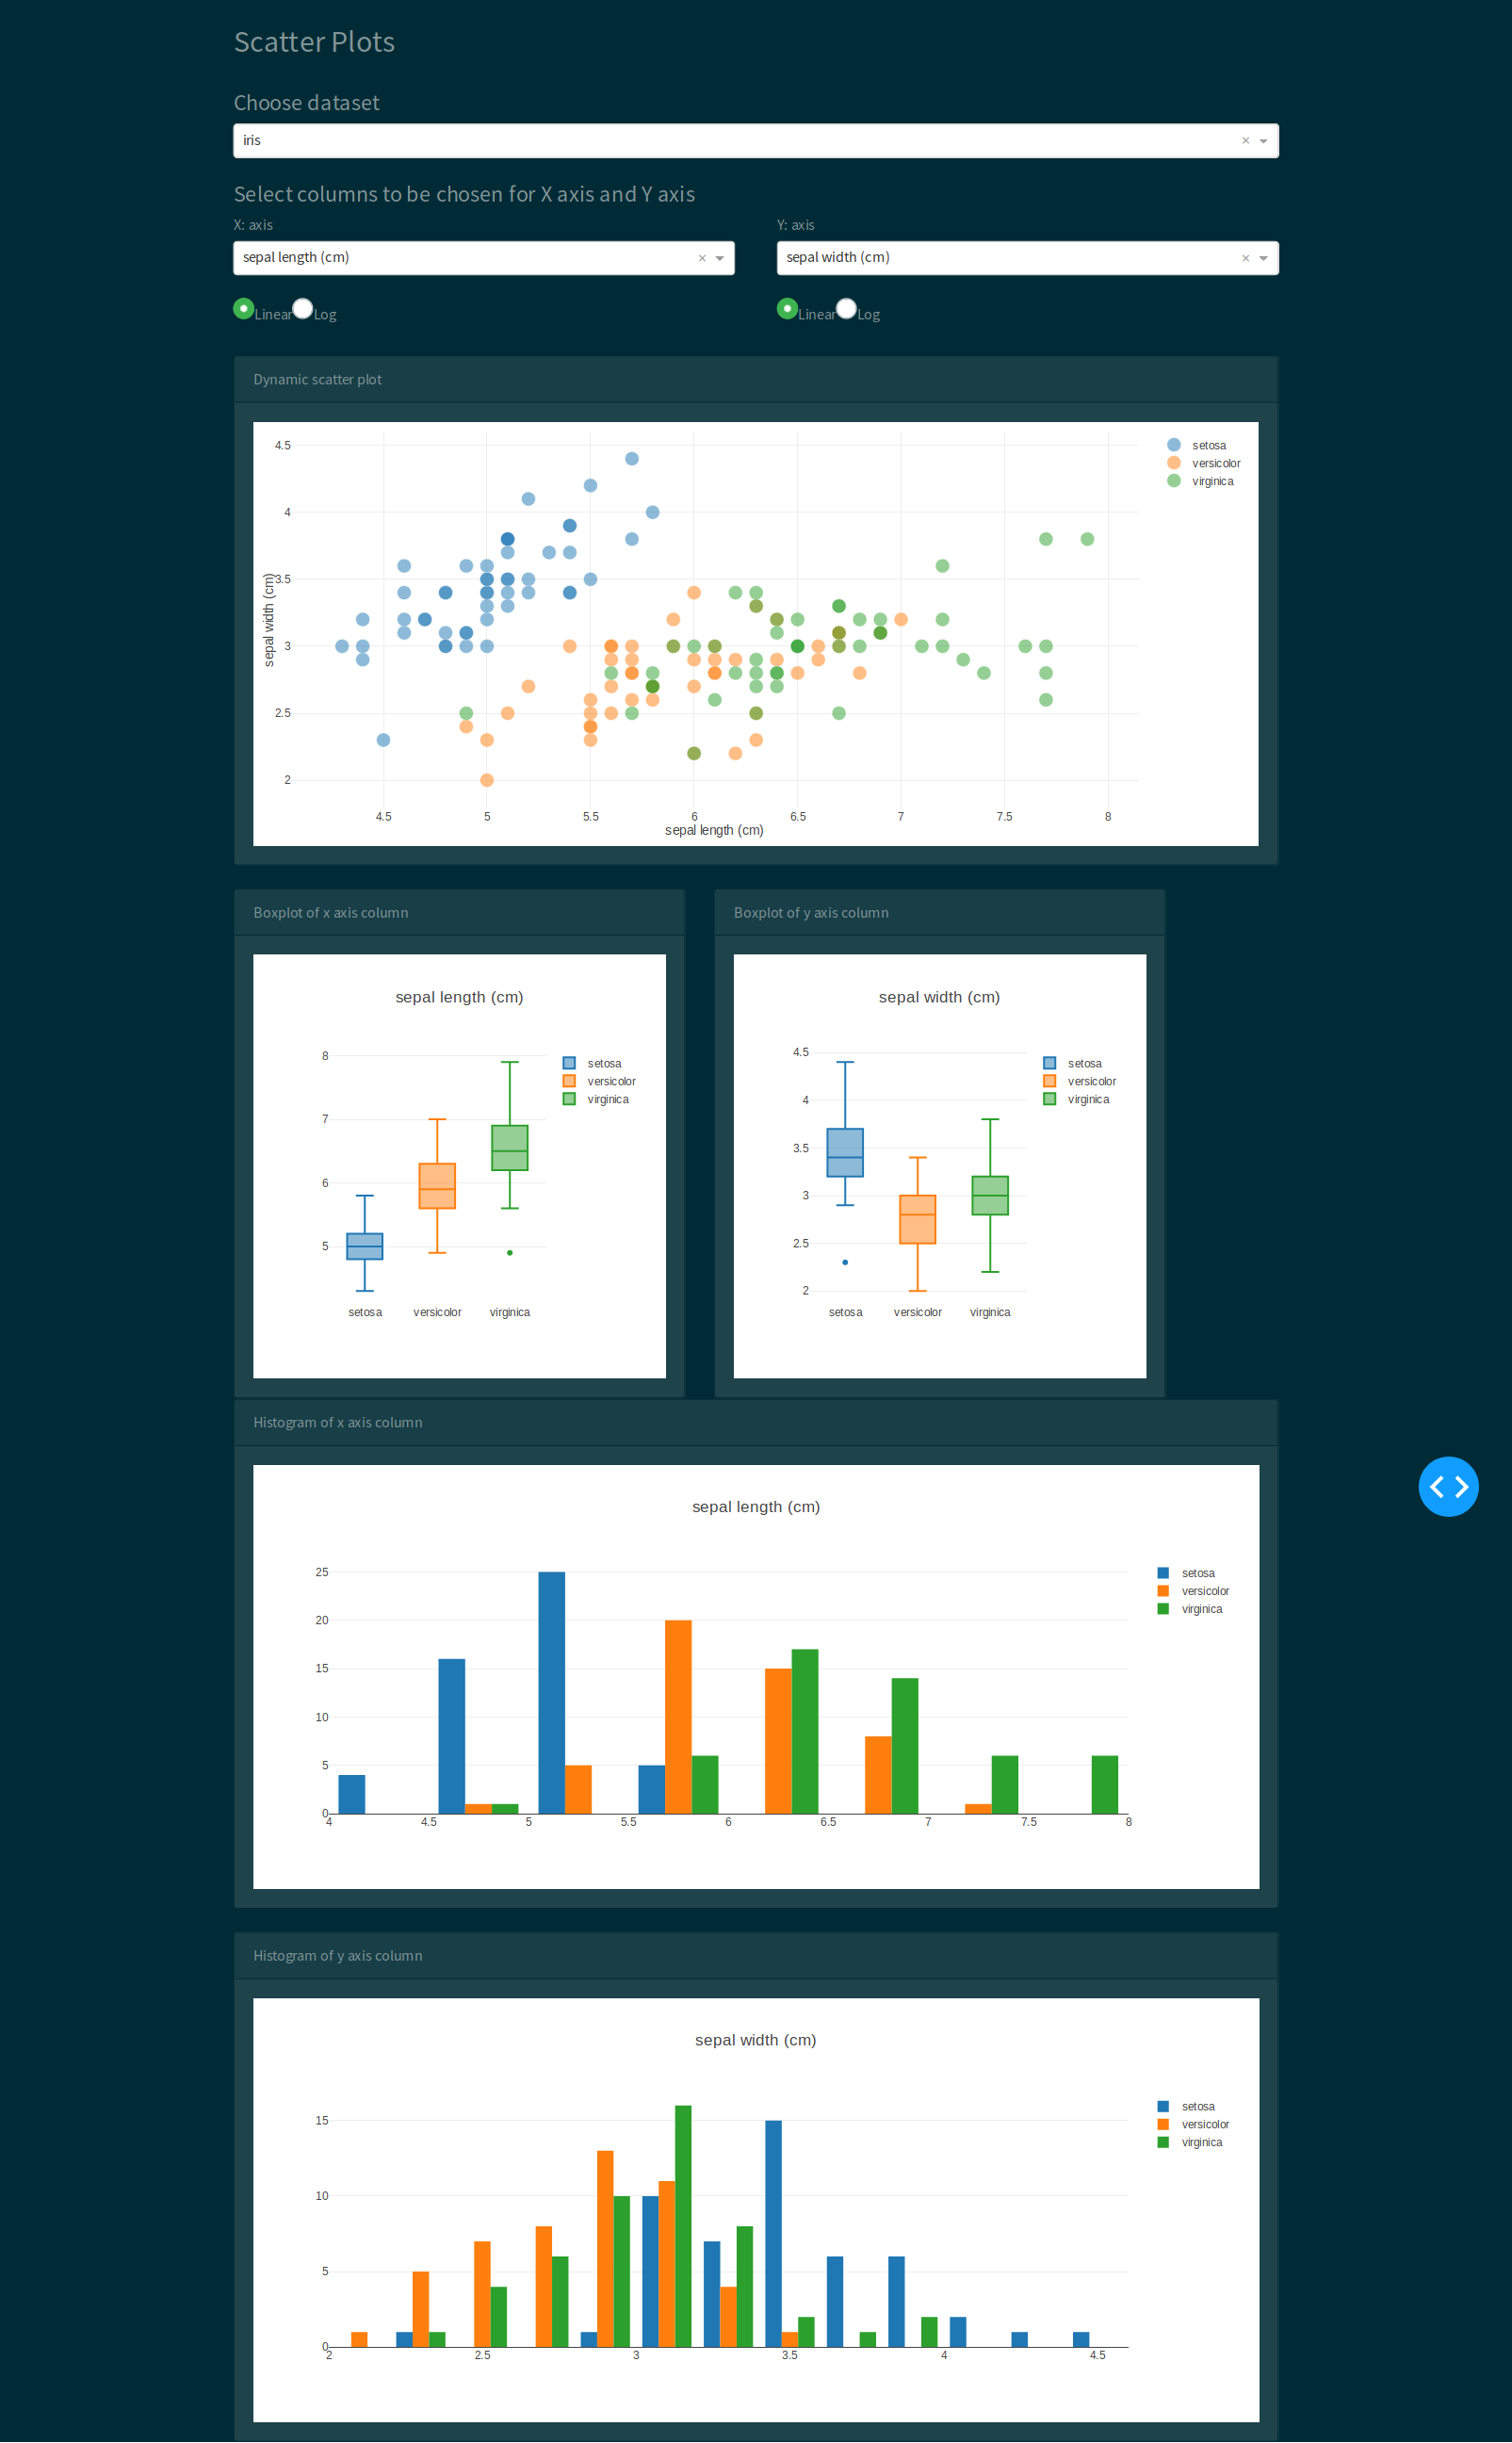 Scatter Plots
Choose dataset
iris × 
Select columns to be chosen for X axis and Y axis
X: axis Y: axis
sepal length (cm) × sepal width (cm) ×
Linear Log Linear Log
Dynamic scatter plot
4.5
4
3.5
3
2.5
2
sepal width (cm)
4.5 5 5.5 6 6.5 7 7.5 8
sepal length (cm)
setosa
versicolor
virginica
Boxplot of x axis column
sepal length (cm)
8
7
6
5
setosa versicolor virginica
setosa
versicolor
virginica
Boxplot of y axis column
sepal width (cm)
4.5
4
3.5
3
2.5
2
setosa versicolor virginica
setosa
versicolor
virginica
Histogram of x axis column
sepal length (cm)
25
20
15
10
5
0
4 4.5 5 5.5 6 6.5 7 7.5 8
setosa
versicolor
virginica
Histogram of y axis column
sepal width (cm)
15
10
5
0
2 2.5 3 3.5 4 4.5
setosa
versicolor
virginica